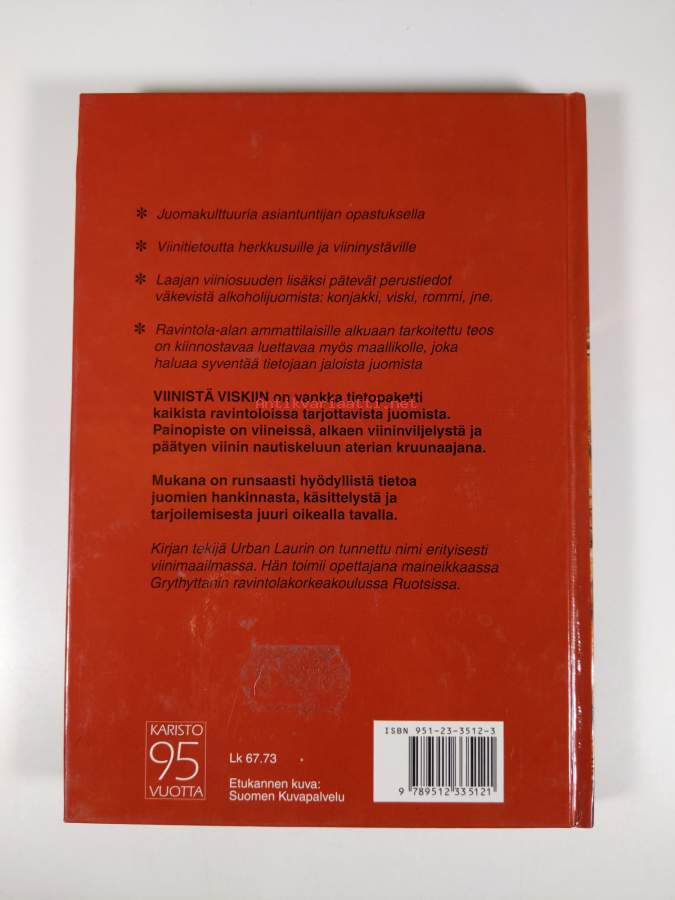 ✻ Juomakulttuuria asiantuntijan opastuksella
✻ Viinitietoutta herkkusuille ja viininystäville
✻ Laajan viiniosuuden lisäksi pätevät perustiedot
väkevistä alkoholijuomista: konjakki, viski, rommi, jne.
✻ Ravintola-alan ammattilaisille alkuaan tarkoitettu teos
on kiinnostavaa luettavaa myös maallikolle, joka
haluaa syventää tietojaan jaloista juomista
VIINISTÄ VISKIIN on vankka tietopaketti
Antikvariaatti.net
kaikista ravintoloissa tarjottavista juomista.
Painopiste on viineissä, alkaen viininviljelystä ja
päätyen viinin nautiskeluun aterian kruunaajana.
Mukana on runsaasti hyödyllistä tietoa
juomien hankinnasta, käsittelystä ja
tarjoilemisesta juuri oikealla tavalla.
Kirjan tekijä Urban Laurin on tunnettu nimi erityisesti
viinimaailmassa. Hän toimii opettajana maineikkaassa
Grythyttanin ravintolakorkeakoulussa Ruotsissa.
KARISTO
95
VUOTTA
Lk 67.73
Etukannen kuva:
Suomen Kuvapalvelu
ISBN 951-23-3512-3
9 789512 335121